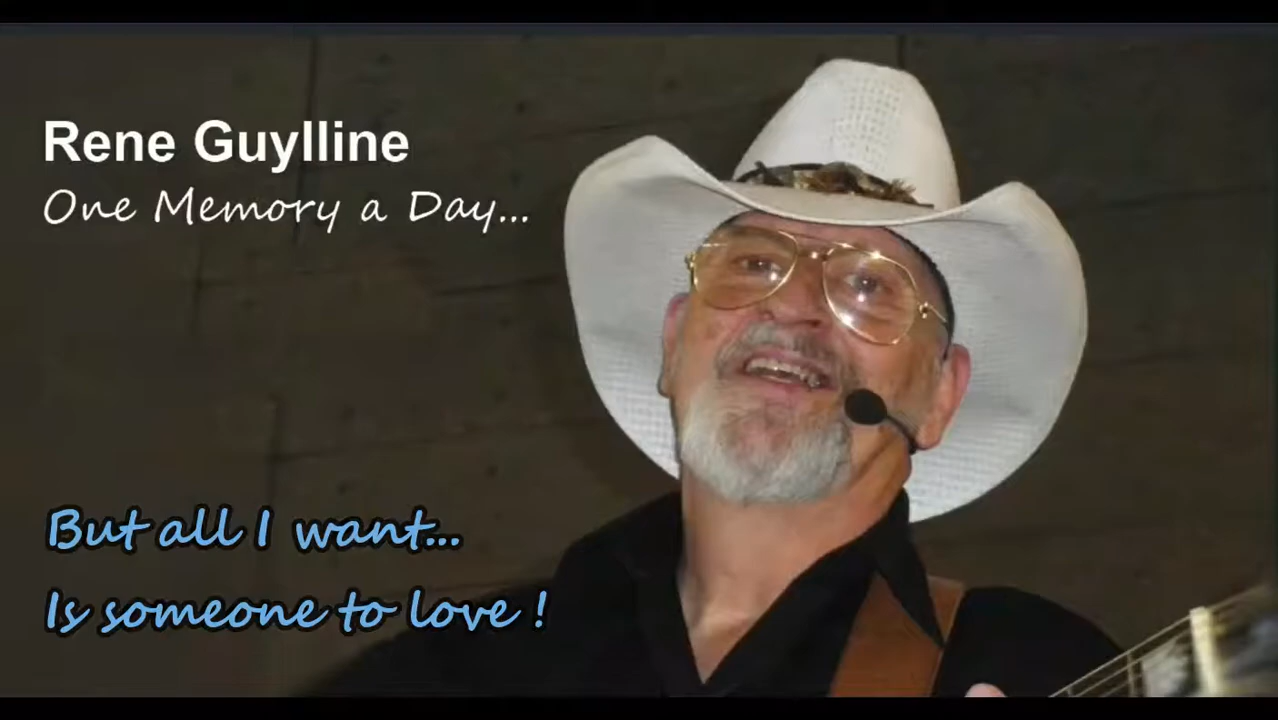 Rene Guylline
One Memory a Day...
But all I want...
Is someone to love !